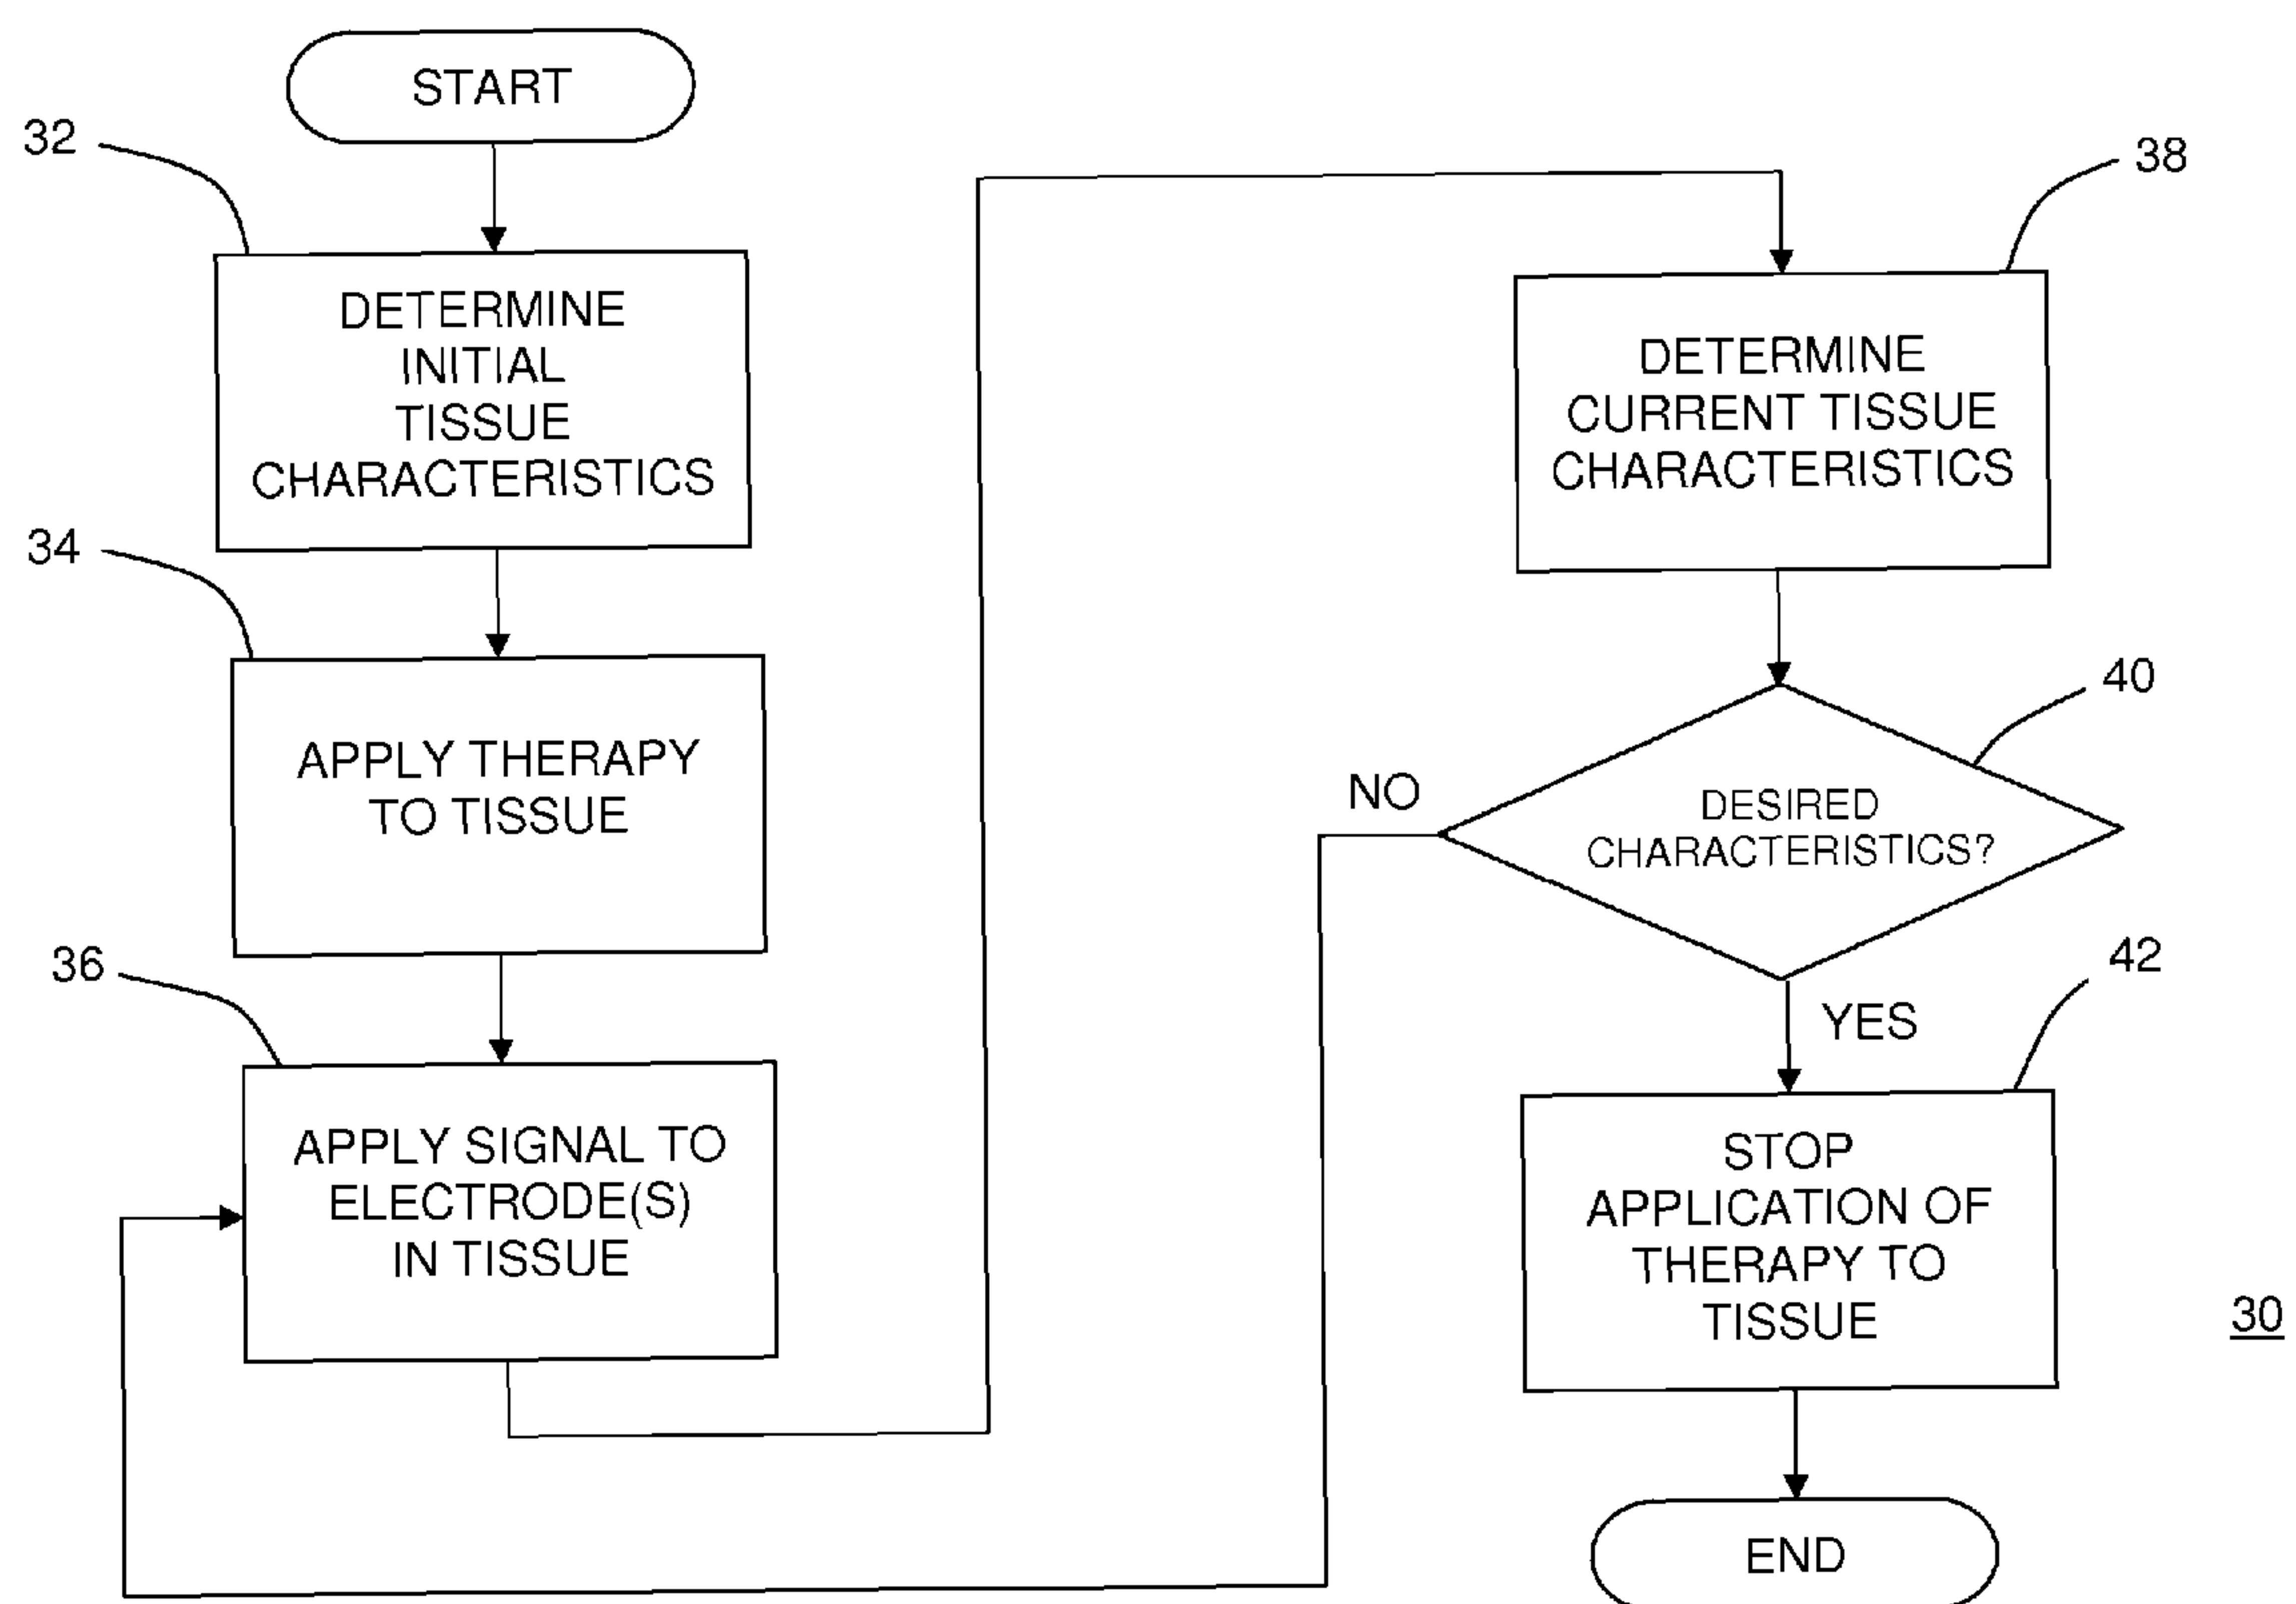 START
32
DETERMINE
INITIAL
TISSUE
CHARACTERISTICS
34
APPLY THERAPY
TO TISSUE
36
APPLY SIGNAL TO
ELECTRODE(S)
IN TISSUE
38
DETERMINE
CURRENT TISSUE
CHARACTERISTICS
40
NO
DESIRED
CHARACTERISTICS?
YES
42
STOP
APPLICATION OF
THERAPY TO
TISSUE
30
END